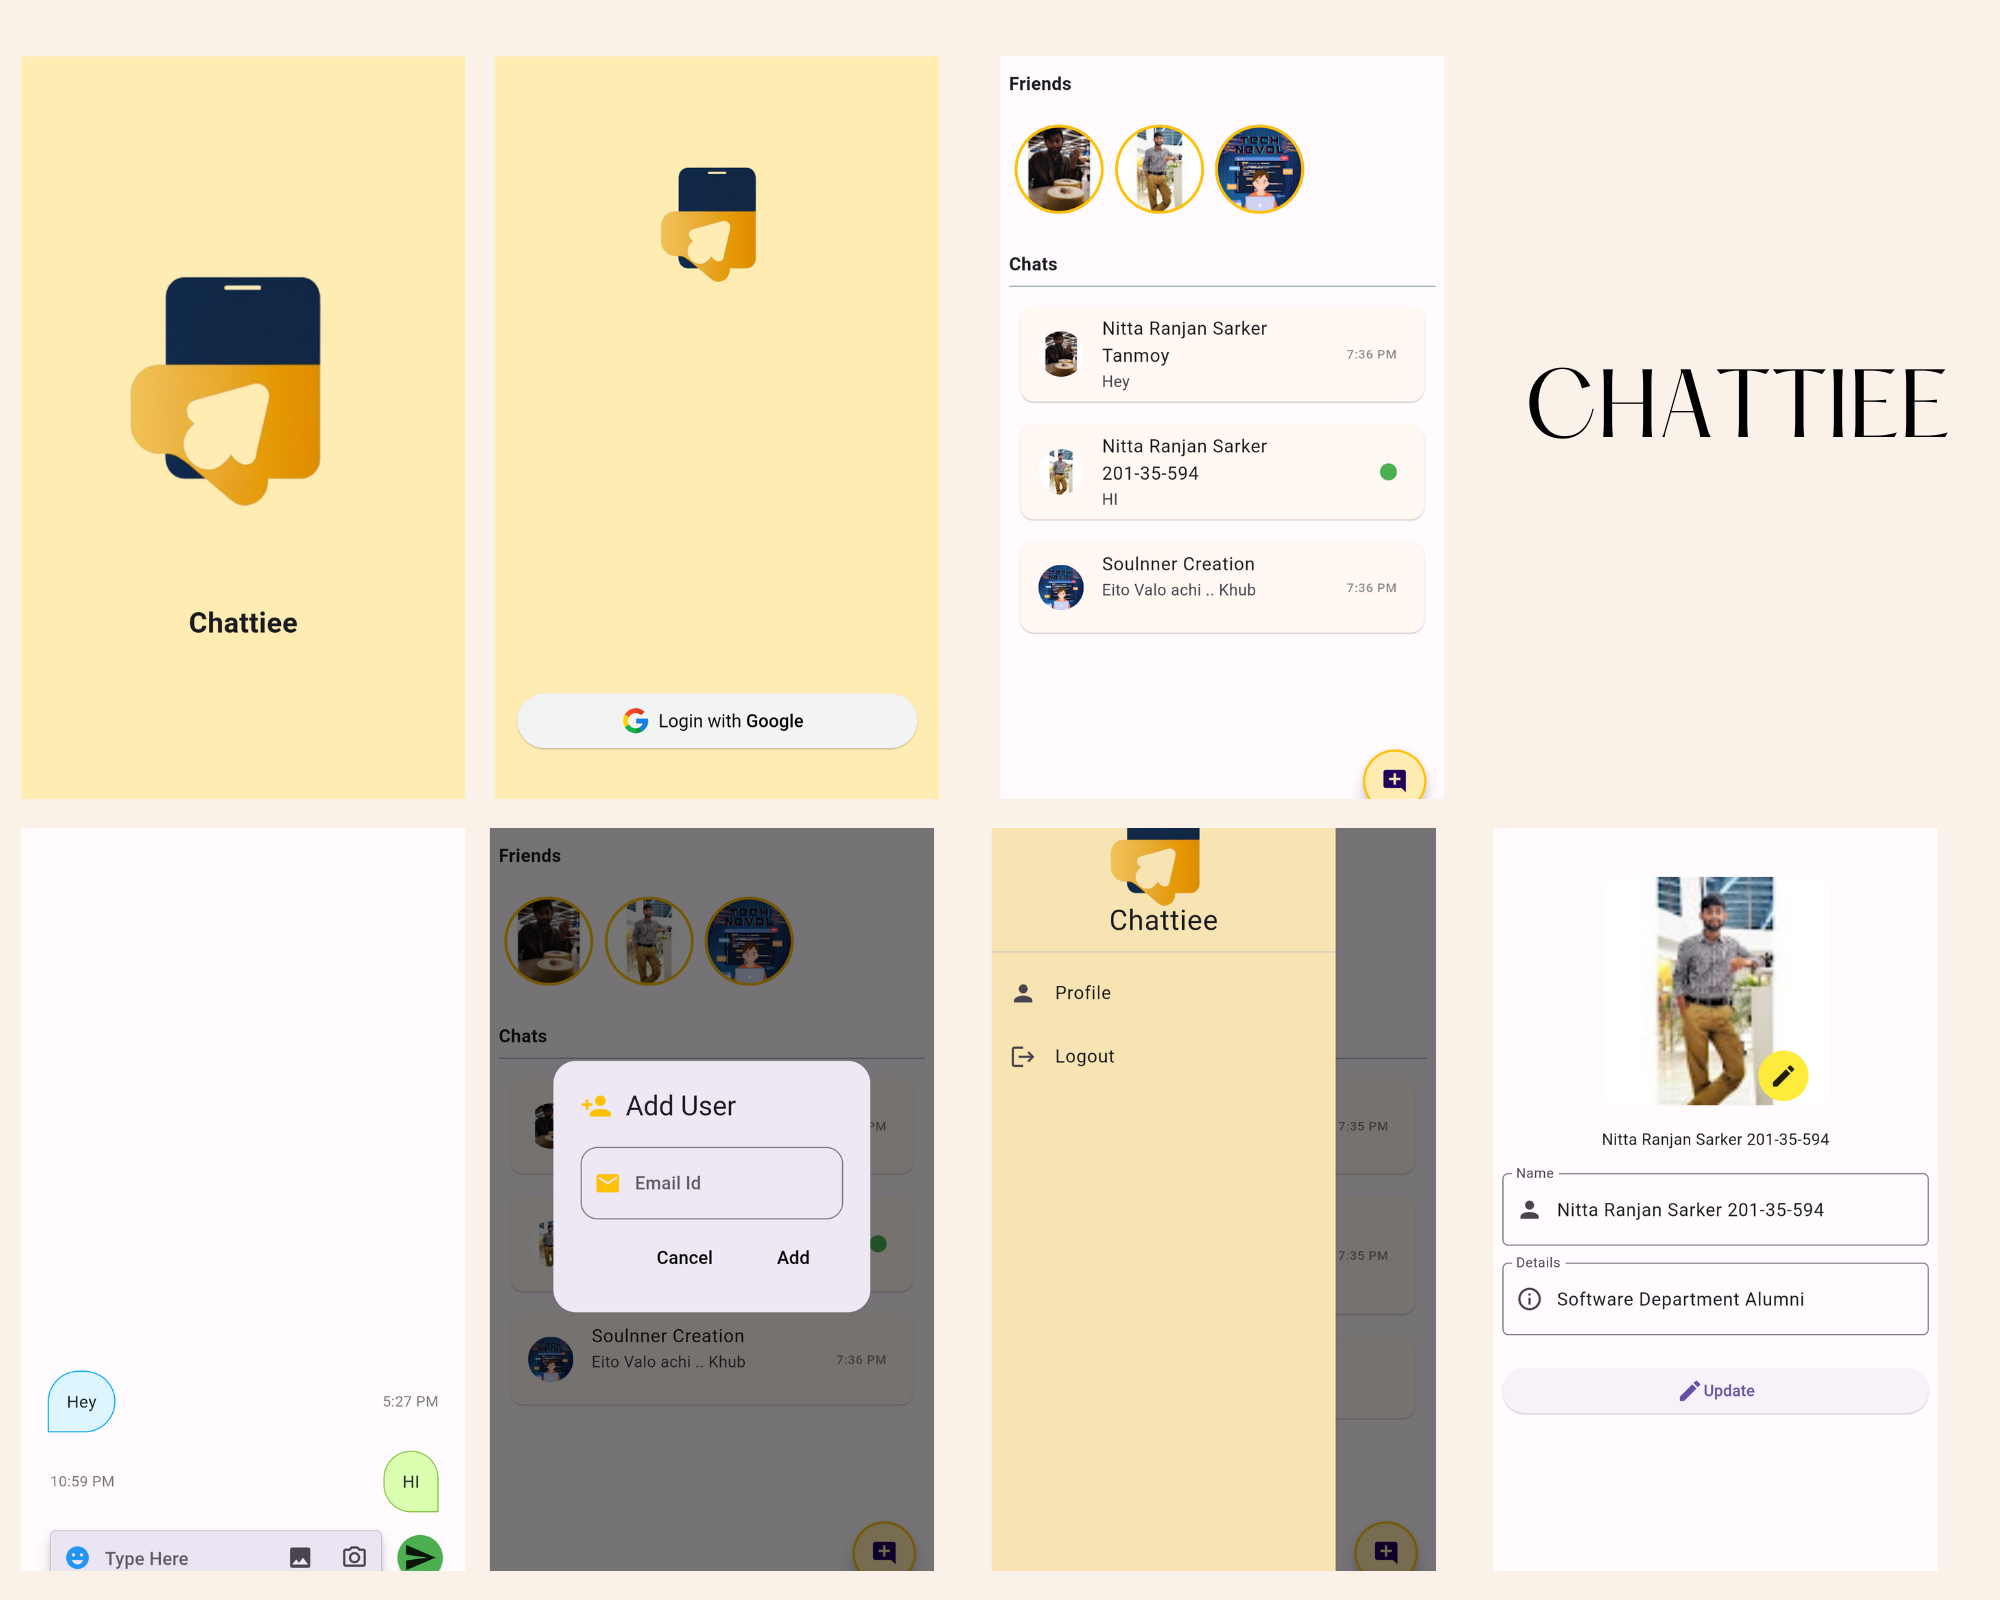 Chattiee
Login with Google
Friends
TECH
NEVOL
Chats
Nitta Ranjan Sarker
Tanmoy
Hey
7:36 PM
Nitta Ranjan Sarker
201-35-594
HI
Soulnner Creation
Eito Valo achi .. Khub
7:36 PM
CHATTIEE
Hey
5:27 PM
10:59 PM
HI
Type Here
Friends
TECH
NEVOL
Chats
PM
Add User
Email Id
Cancel
Add
Soulnner Creation
Eito Valo achi .. Khub
7:36 PM
Chattiee
Profile
Logout
7:35 PM
7:35 PM
Nitta Ranjan Sarker 201-35-594
Name
Nitta Ranjan Sarker 201-35-594
Details
Software Department Alumni
Update